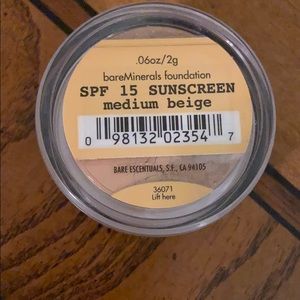 .06oz/2g
bareMinerals foundation
SPF 15 SUNSCREEN
medium beige
0 98132 02354 7
BARE ESCENTUALS, S.F., CA 94105
36071
Lift here